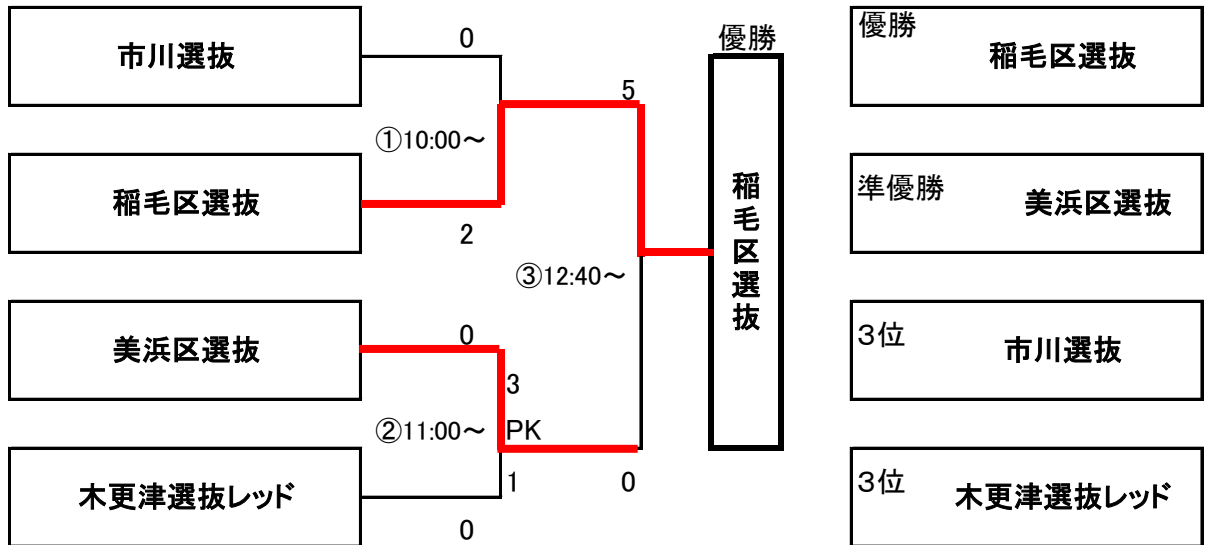 市川選抜
0
①10:00～
稲毛区選抜
2
美浜区選抜
0
3
②11:00～
PK
木更津選抜レッド
1
0
5
③12:40～
0
優勝
稲毛区選抜
優勝
稲毛区選抜
準優勝
美浜区選抜
3位
市川選抜
3位
木更津選抜レッド